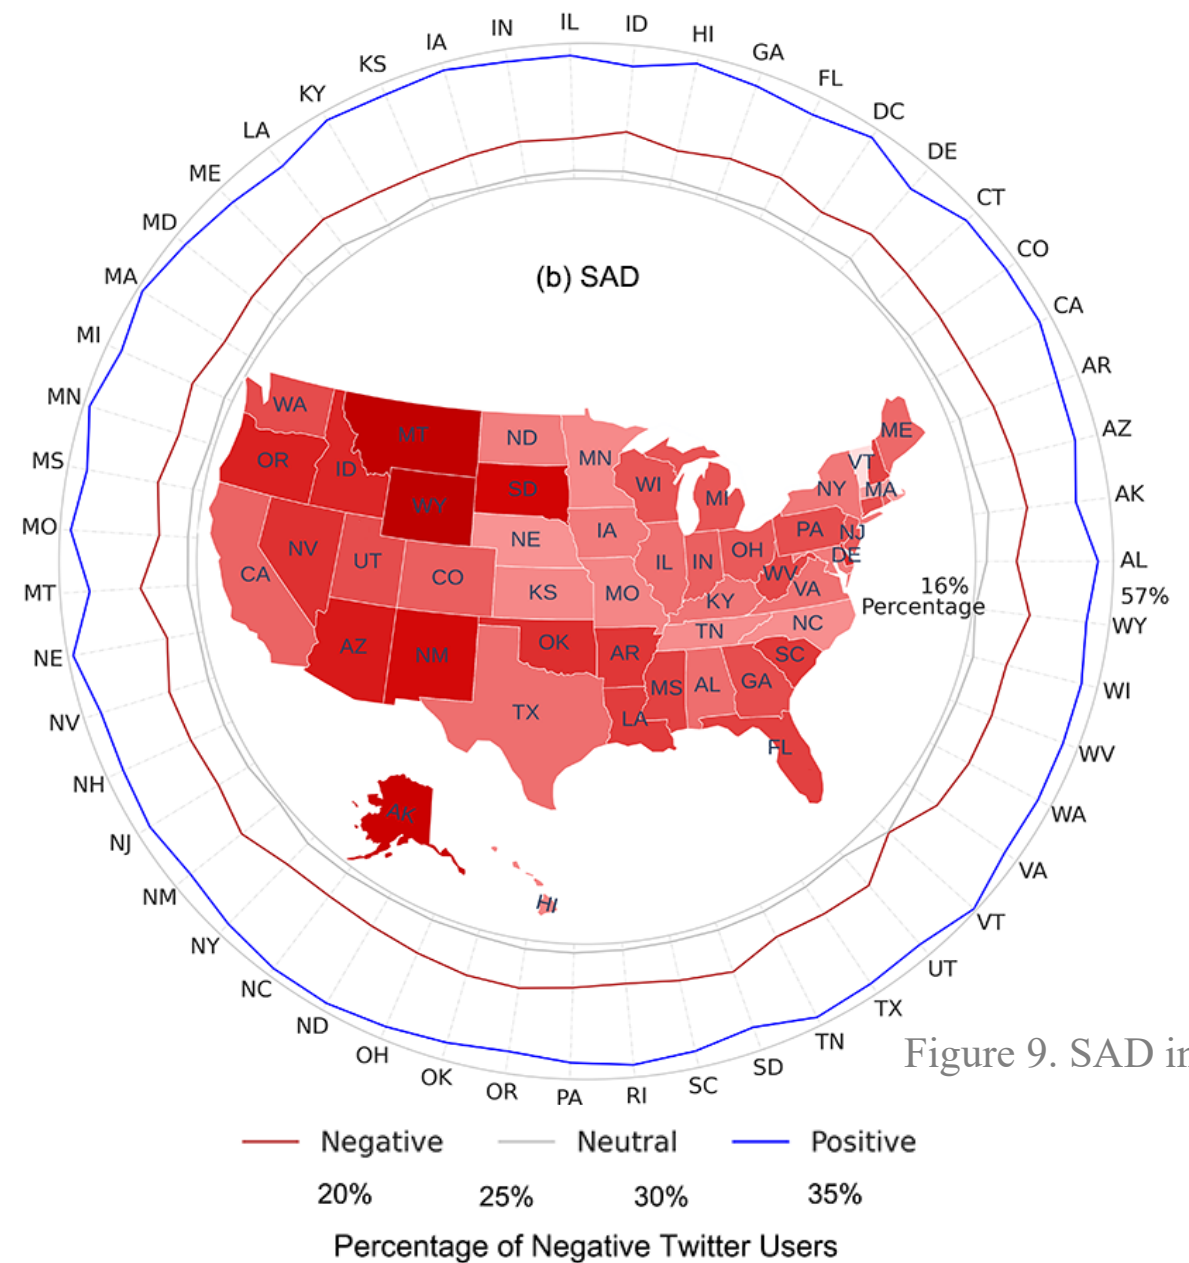 IL
ID
HI
GA
FL
DC
DE
CT
CO
CA
AR
AZ
AK
AL
57%
WY
WI
WV
WA
VA
VT
UT
TX
TN
SD
SC
RI
PA
OR
OK
OH
ND
NC
NY
NM
NJ
NH
NV
NE
MT
MO
MS
MN
MI
MA
MD
ME
LA
KY
KS
IA
IN
(b) SAD
WA
OR
CA
ID
NV
MT
WY
UT
AZ
CO
NM
ND
SD
NE
KS
OK
TX
MN
IA
MO
AR
LA
WI
IL
MS
MI
IN
KY
TN
AL
OH
WV
GA
FL
SC
NC
VA
PA
NY
VT
ME
MA
NJ
DE
AK
HI
16%
Percentage
Figure 9. SAD in
Negative
Neutral
Positive
20%
25%
30%
35%
Percentage of Negative Twitter Users